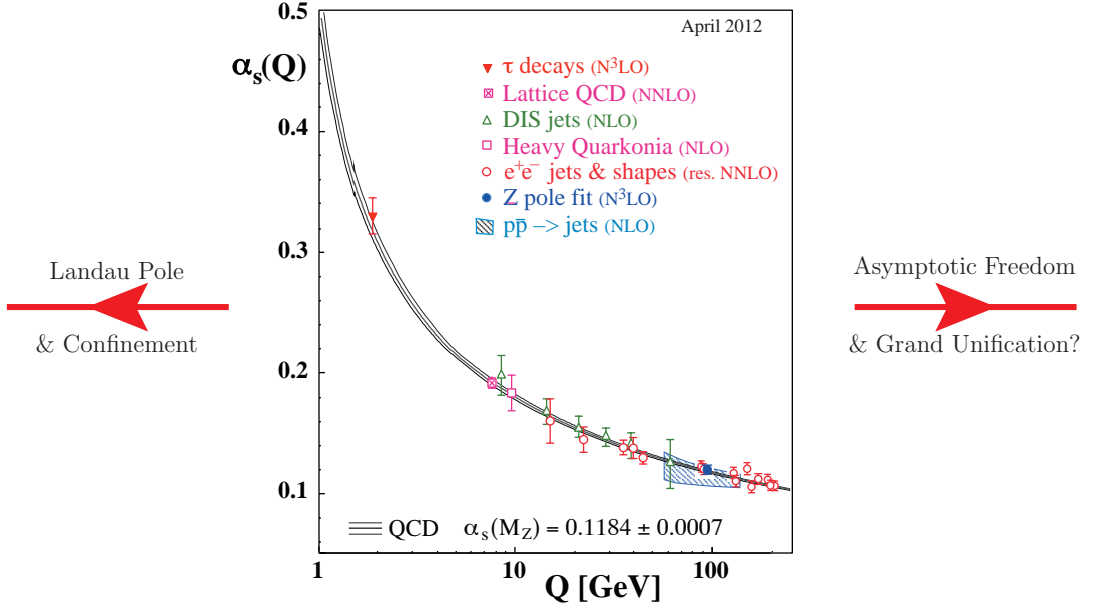 0.5
April 2012
αs(Q)
τ decays (N³LO)
Lattice QCD (NNLO)
DIS jets (NLO)
Heavy Quarkonia (NLO)
e⁺e⁻ jets & shapes (res. NNLO)
Z pole fit (N³LO)
pp̅ –> jets (NLO)
0.4
0.3
Landau Pole
& Confinement
Asymptotic Freedom
& Grand Unification?
0.2
0.1
QCD αs(MZ) = 0.1184 ± 0.0007
1 10 100
Q [GeV]